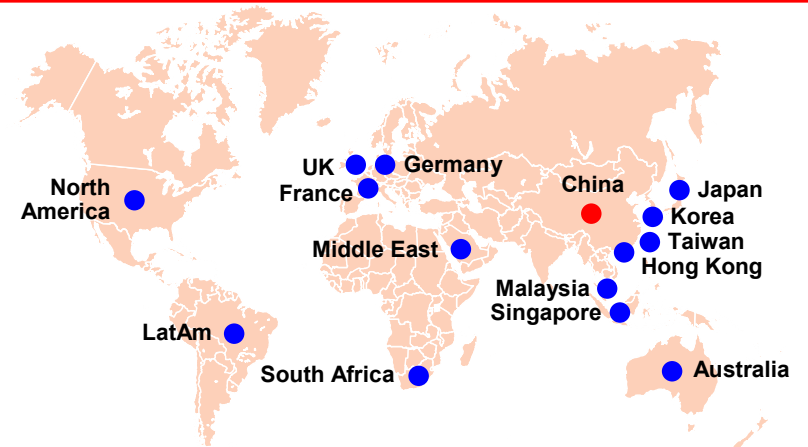 UK
Germany
France
North
America
China
Japan
Korea
Taiwan
Hong Kong
Middle East
Malaysia
Singapore
LatAm
South Africa
Australia